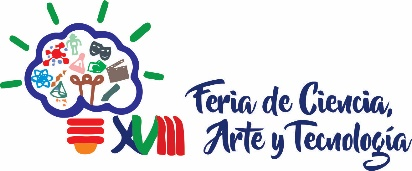 XVIII
Feria de Ciencia,
Arte y Tecnología